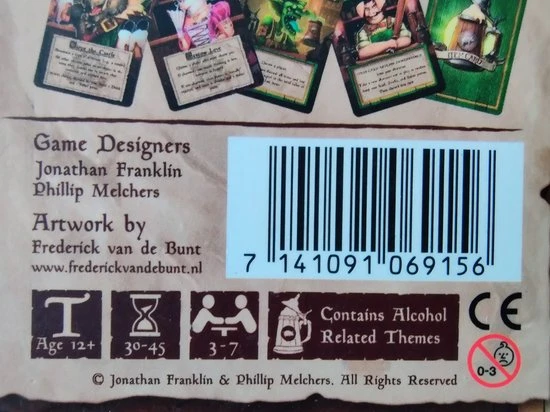 Game Designers
Jonathan Franklin
Phillip Melchers
Artwork by
Frederick van de Bunt
www.frederickvandebunt.nl
7 141091 069156
Age 12+
30-45
3-7
Contains Alcohol
Related Themes
CE
0-3
© Jonathan Franklin & Phillip Melchers. All Rights Reserved